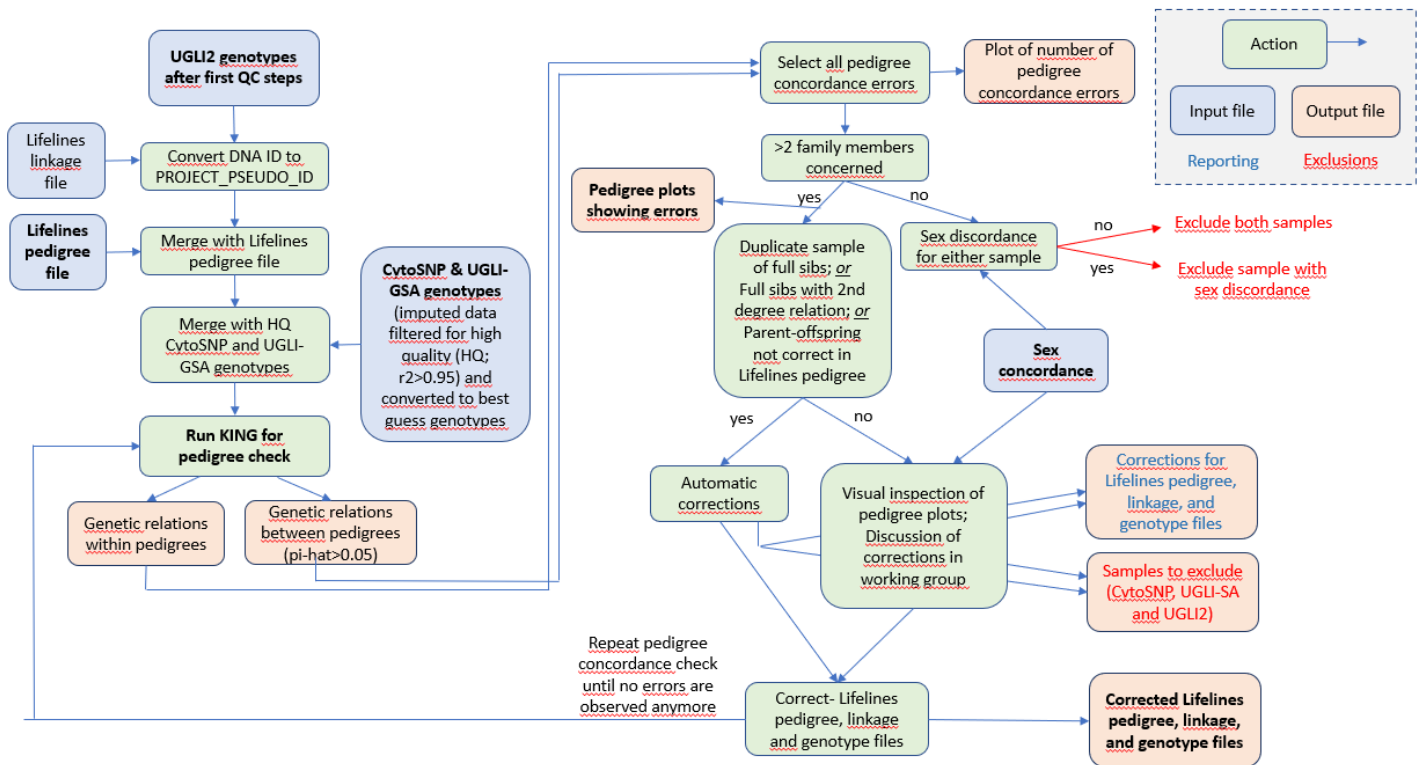 UGLI2 genotypes
after first QC steps
Lifelines
linkage
file
Convert DNA ID to
PROJECT_PSEUDO_ID
Lifelines
pedigree
file
Merge with Lifelines
pedigree file
Merge with HQ
CytoSNP and UGLI-
GSA genotypes
CytoSNP & UGLI-
GSA genotypes
(imputed data
filtered for high
quality (HQ;
r2>0.95) and
converted to best
guess genotypes
Run KING for
pedigree check
Genetic relations
within pedigrees
Genetic relations
between pedigrees
(pi-hat>0.05)
Select all pedigree
concordance errors
Plot of number of
pedigree
concordance errors
>2 family members
concerned
yes
no
Pedigree plots
showing errors
Duplicate sample
of full sibs; or
Full sibs with 2nd
degree relation; or
Parent-offspring
not correct in
Lifelines pedigree
Sex discordance
for either sample
no
yes
Exclude both samples
Exclude sample with
sex discordance
Sex
concordance
yes
no
Automatic
corrections
Visual inspection of
pedigree plots;
Discussion of
corrections in
working group
Corrections for
Lifelines pedigree,
linkage, and
genotype files
Samples to exclude
(CytoSNP, UGLI-SA
and UGLI2)
Repeat pedigree
concordance check
until no errors are
observed anymore
Correct- Lifelines
pedigree, linkage
and genotype files
Corrected Lifelines
pedigree, linkage,
and genotype files
Action
Input file
Output file
Reporting
Exclusions